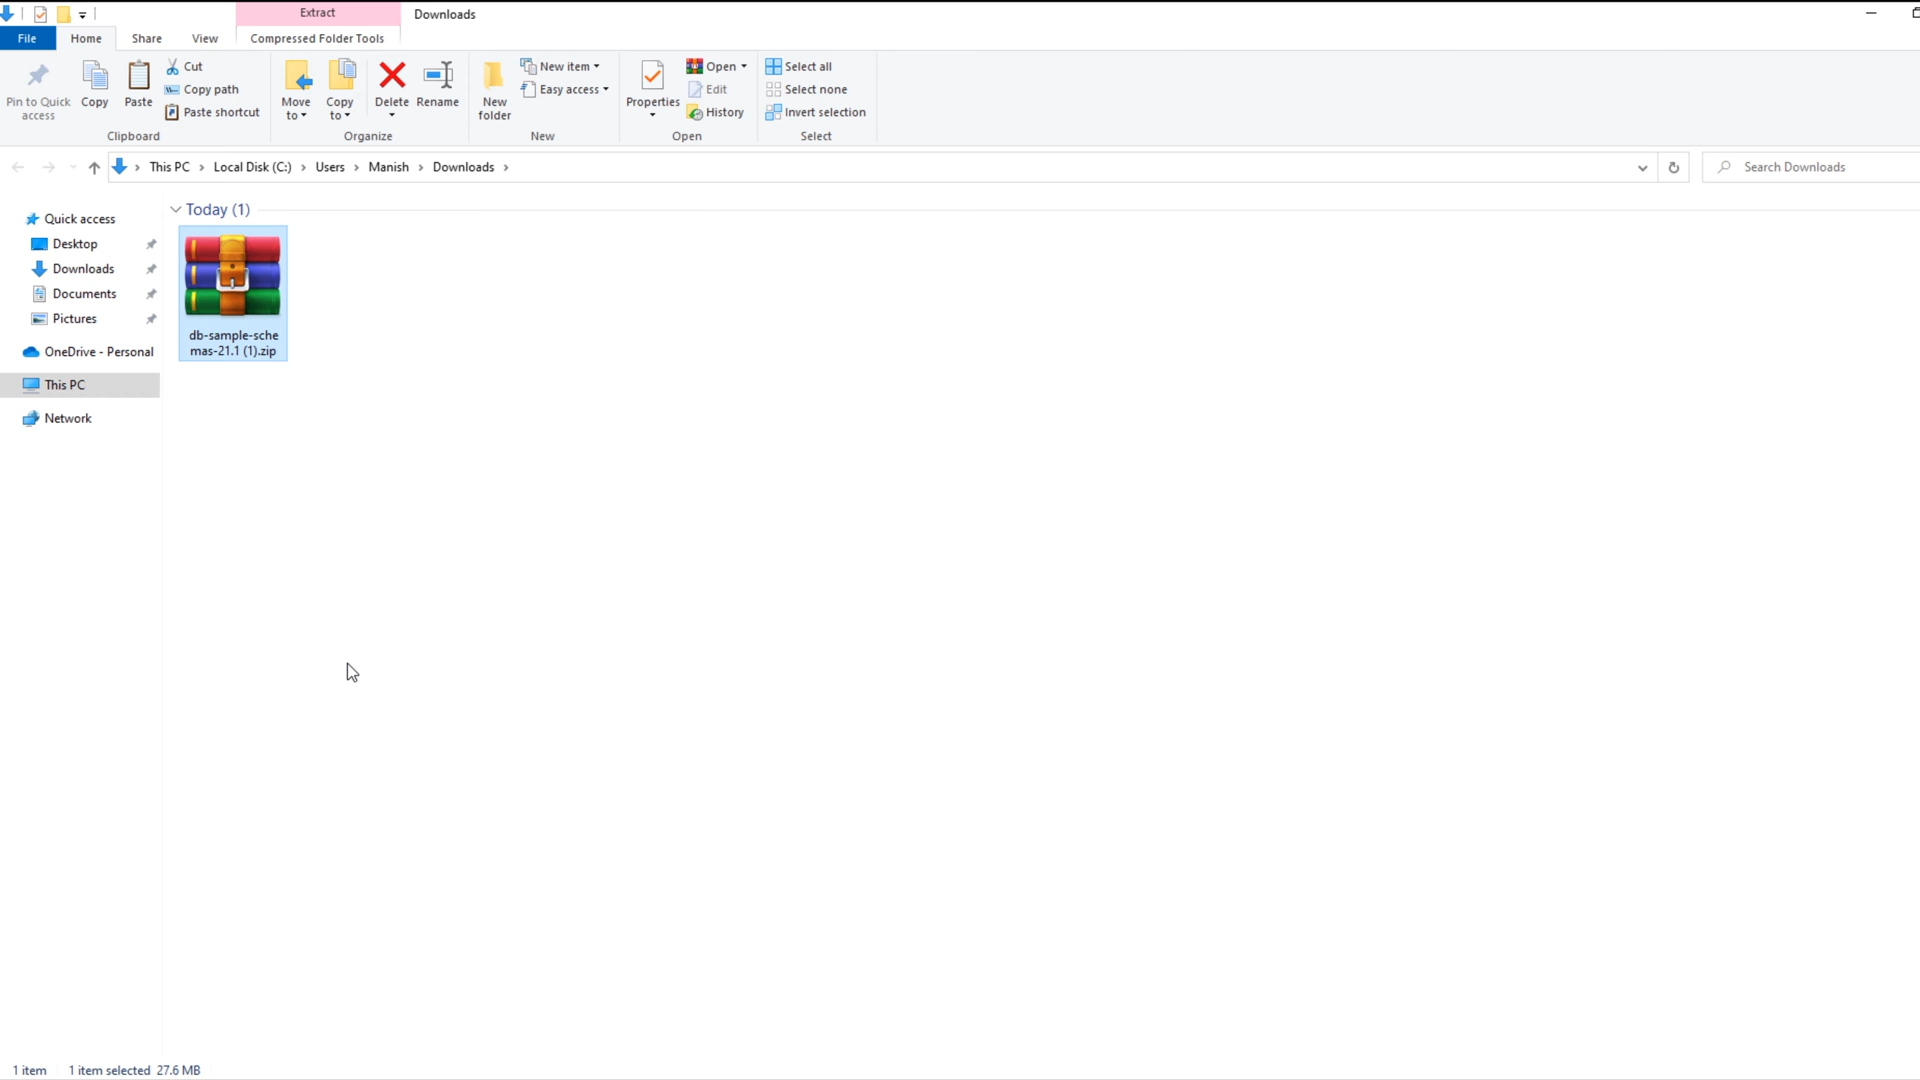 Extract
Downloads
File
Home
Share
View
Compressed Folder Tools
Pin to Quick
access
Copy
Paste
Cut
Copy path
Paste shortcut
Clipboard
Move
to
Copy
to
Delete
Rename
Organize
New
folder
New item
Easy access
New
Properties
Open
Edit
History
Open
Select all
Select none
Invert selection
Select
This PC
Local Disk (C:)
Users
Manish
Downloads
Search Downloads
Quick access
Desktop
Downloads
Documents
Pictures
OneDrive - Personal
This PC
Network
Today (1)
db-sample-sche
mas-21.1 (1).zip
1 item
1 item selected 27.6 MB